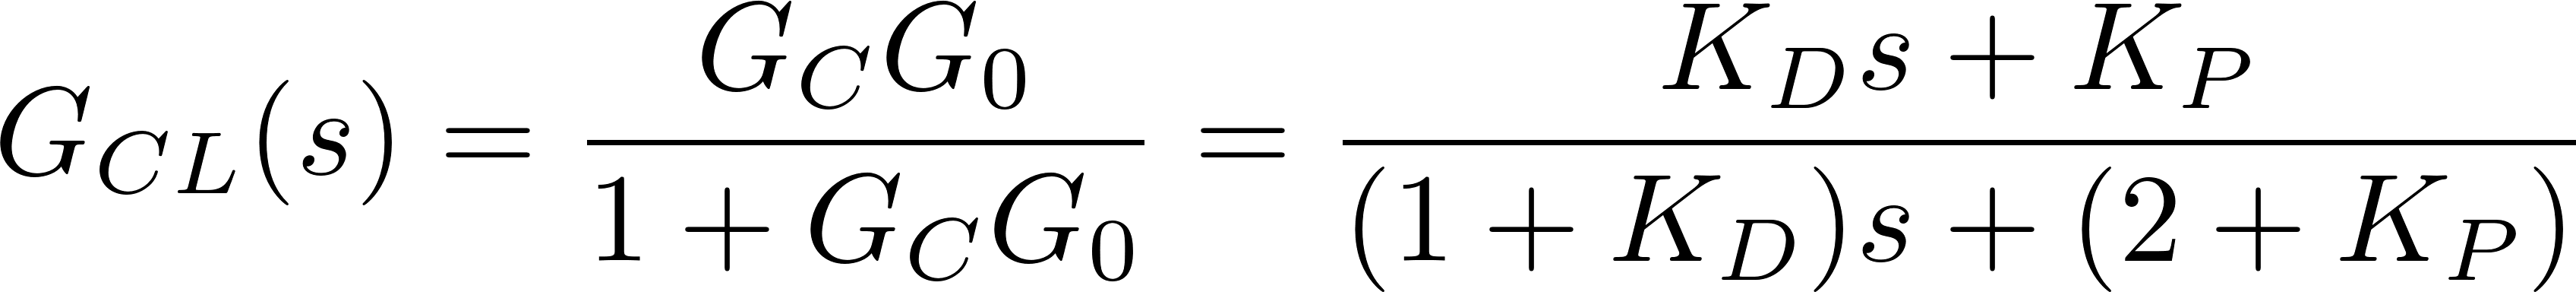 G_{CL}(s) = \frac{G_C G_0}{1 + G_C G_0} = \frac{K_D s + K_P}{(1 + K_D)s + (2 + K_P)}